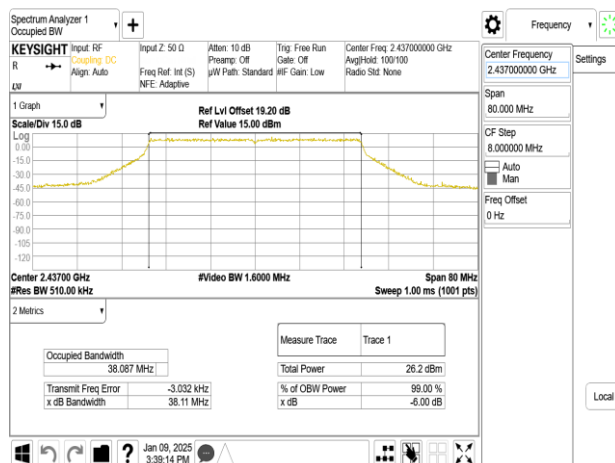 Spectrum Analyzer 1
Occupied BW
Frequency
KEYSIGHT
R
LXI
Input: RF
Coupling: DC
Align: Auto
Input Z: 50 Ω
Freq Ref: Int (S)
NFE: Adaptive
Atten: 10 dB
Preamp: Off
µW Path: Standard
Trig: Free Run
Gate: Off
#IF Gain: Low
Center Freq: 2.437000000 GHz
Avg|Hold: 100/100
Radio Std: None
Center Frequency
2.437000000 GHz
Settings
Span
80.000 MHz
CF Step
8.000000 MHz
Auto
Man
Freq Offset
0 Hz
Local
1 Graph
Scale/Div 15.0 dB
Ref Lvl Offset 19.20 dB
Ref Value 15.00 dBm
Log
0.00
-15.0
-30.0
-45.0
-60.0
-75.0
-90.0
-105
-120
Center 2.43700 GHz
#Res BW 510.00 kHz
#Video BW 1.6000 MHz
Span 80 MHz
Sweep 1.00 ms (1001 pts)
2 Metrics
Measure Trace Trace 1
Occupied Bandwidth
38.087 MHz
Total Power 26.2 dBm
Transmit Freq Error -3.032 kHz
% of OBW Power 99.00 %
x dB Bandwidth 38.11 MHz
x dB -6.00 dB
?
Jan 09, 2025
3:39:14 PM